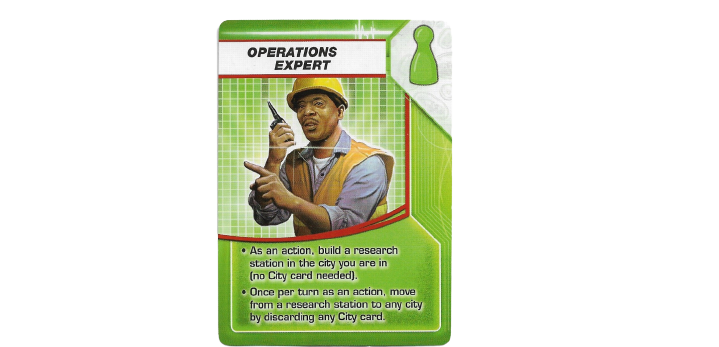 OPERATIONS
EXPERT
• As an action, build a research
station in the city you are in
(no City card needed).
• Once per turn as an action, move
from a research station to any city
by discarding any City card.